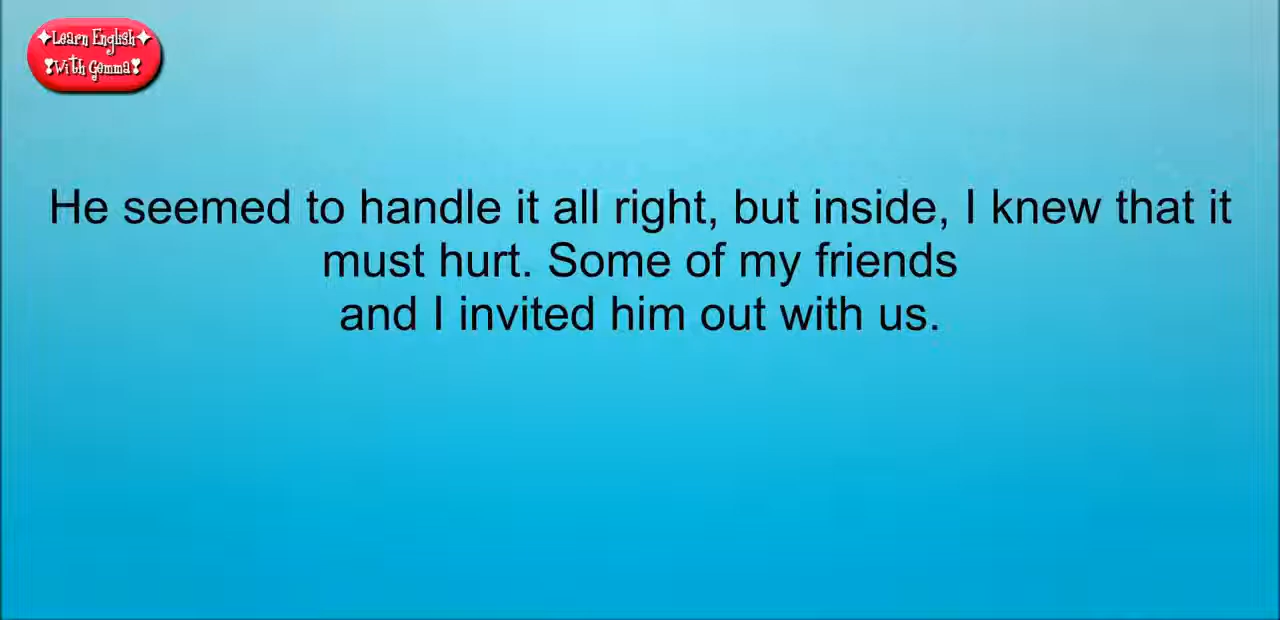 Learn English
With Gemma
He seemed to handle it all right, but inside, I knew that it
must hurt. Some of my friends
and I invited him out with us.